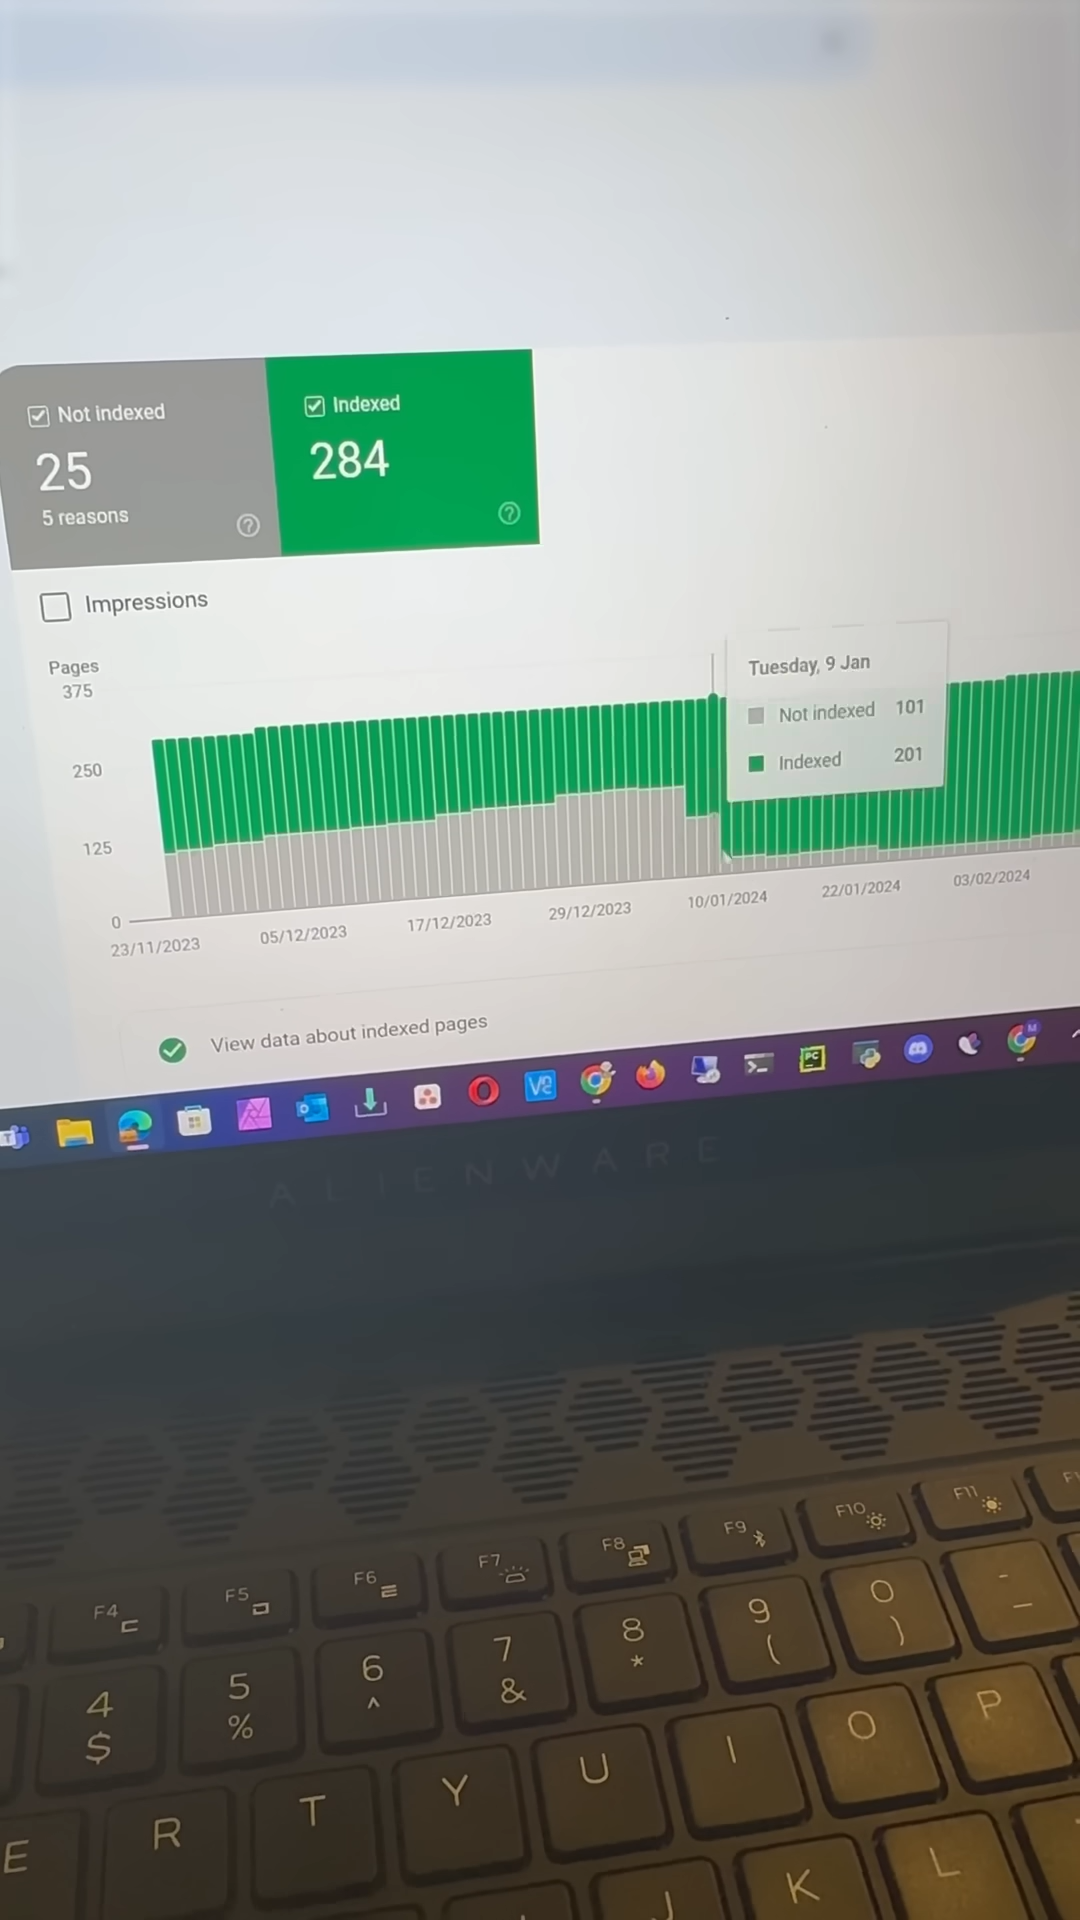 Not indexed
25
5 reasons
Indexed
284
Impressions
Pages
375
250
125
0
Tuesday, 9 Jan
Not indexed 101
Indexed 201
23/11/2023 05/12/2023 17/12/2023 29/12/2023 10/01/2024 22/01/2024 03/02/2024
View data about indexed pages
ALIENWARE
F4 F5 F6 F7 F8 F9 F10 F11
4 5 6 7 8 9 0 -
$ % ^ & * ( ) _
E R T Y U I O P
J K L